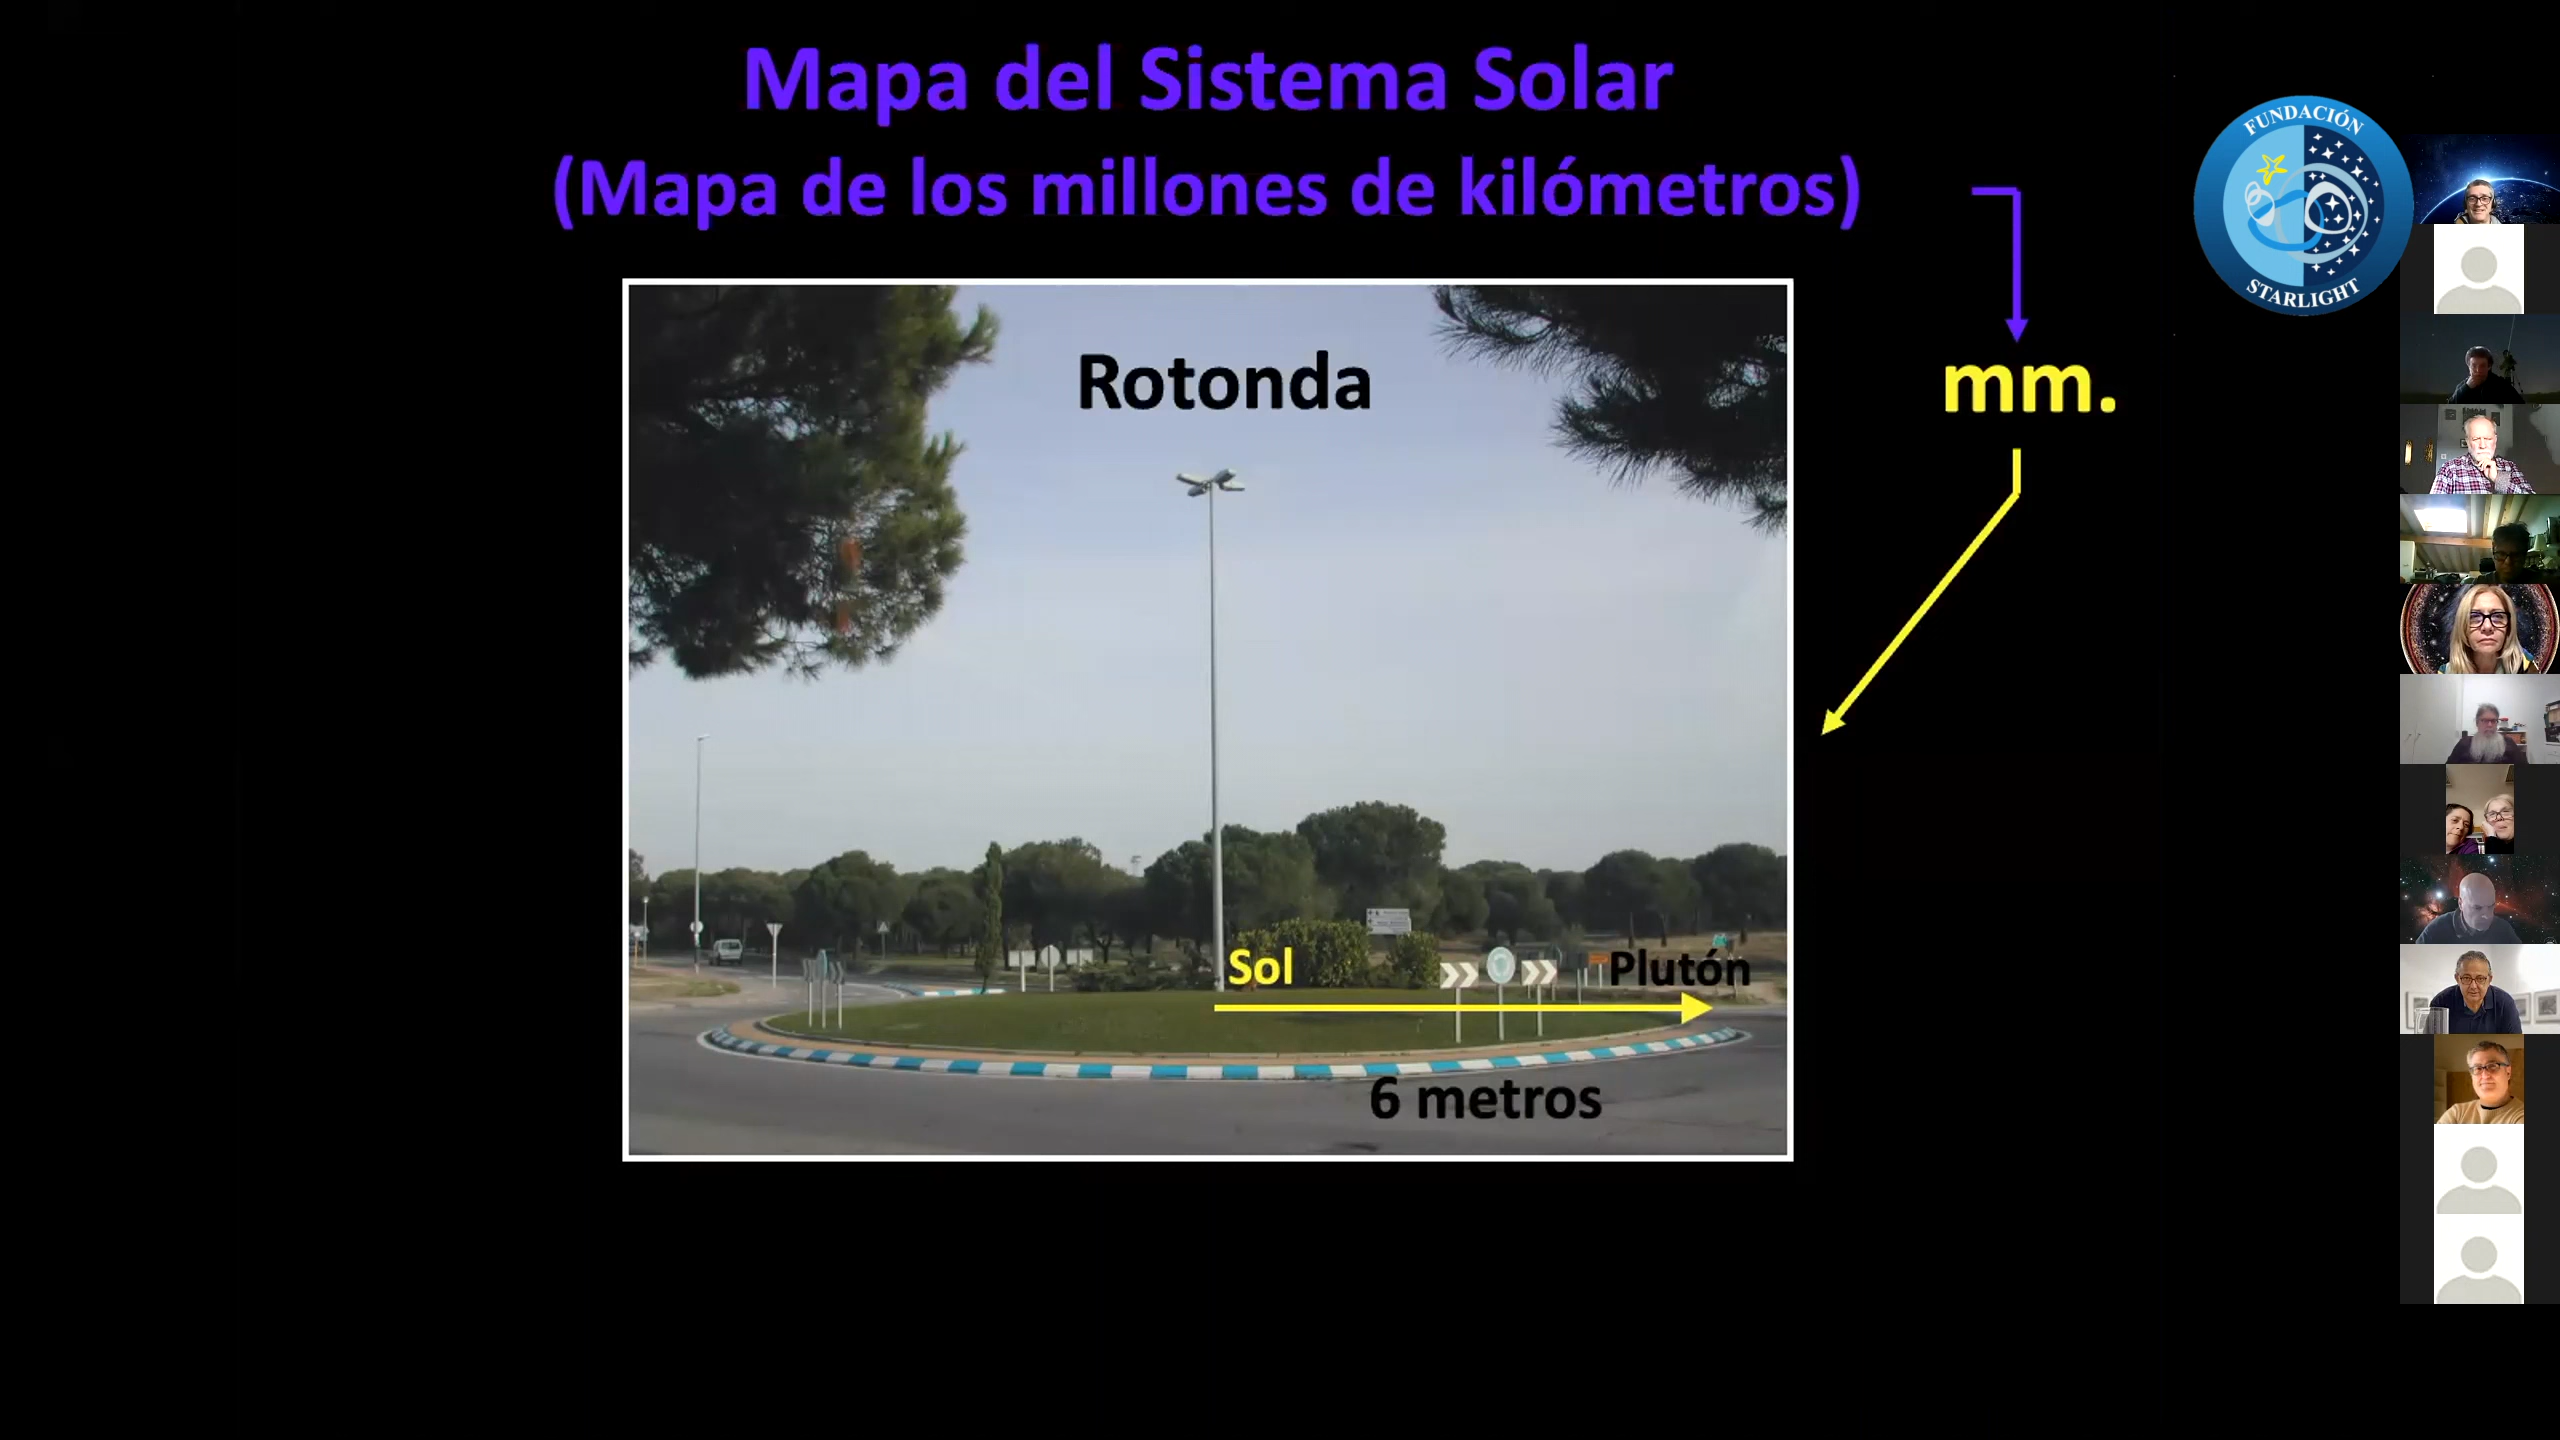 Mapa del Sistema Solar
(Mapa de los millones de kilómetros)
FUNDACIÓN
STARLIGHT
Rotonda
mm.
Sol
Plutón
6 metros